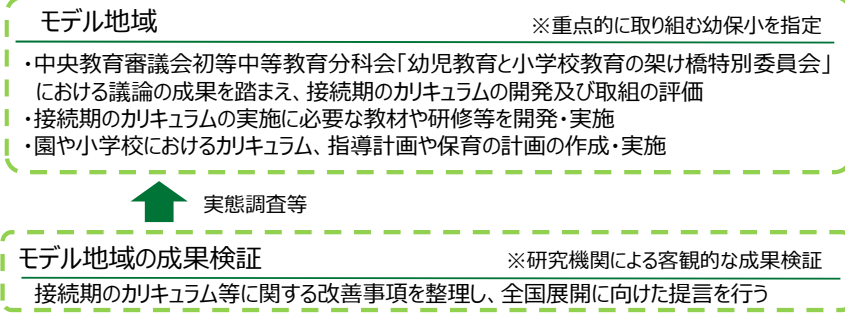 モデル地域 ※重点的に取り組む幼保小を指定
・中央教育審議会初等中等教育分科会「幼児教育と小学校教育の架け橋特別委員会」
における議論の成果を踏まえ、接続期のカリキュラムの開発及び取組の評価
・接続期のカリキュラムの実施に必要な教材や研修等を開発・実施
・園や小学校におけるカリキュラム、指導計画や保育の計画の作成・実施
実態調査等
モデル地域の成果検証 ※研究機関による客観的な成果検証
接続期のカリキュラム等に関する改善事項を整理し、全国展開に向けた提言を行う